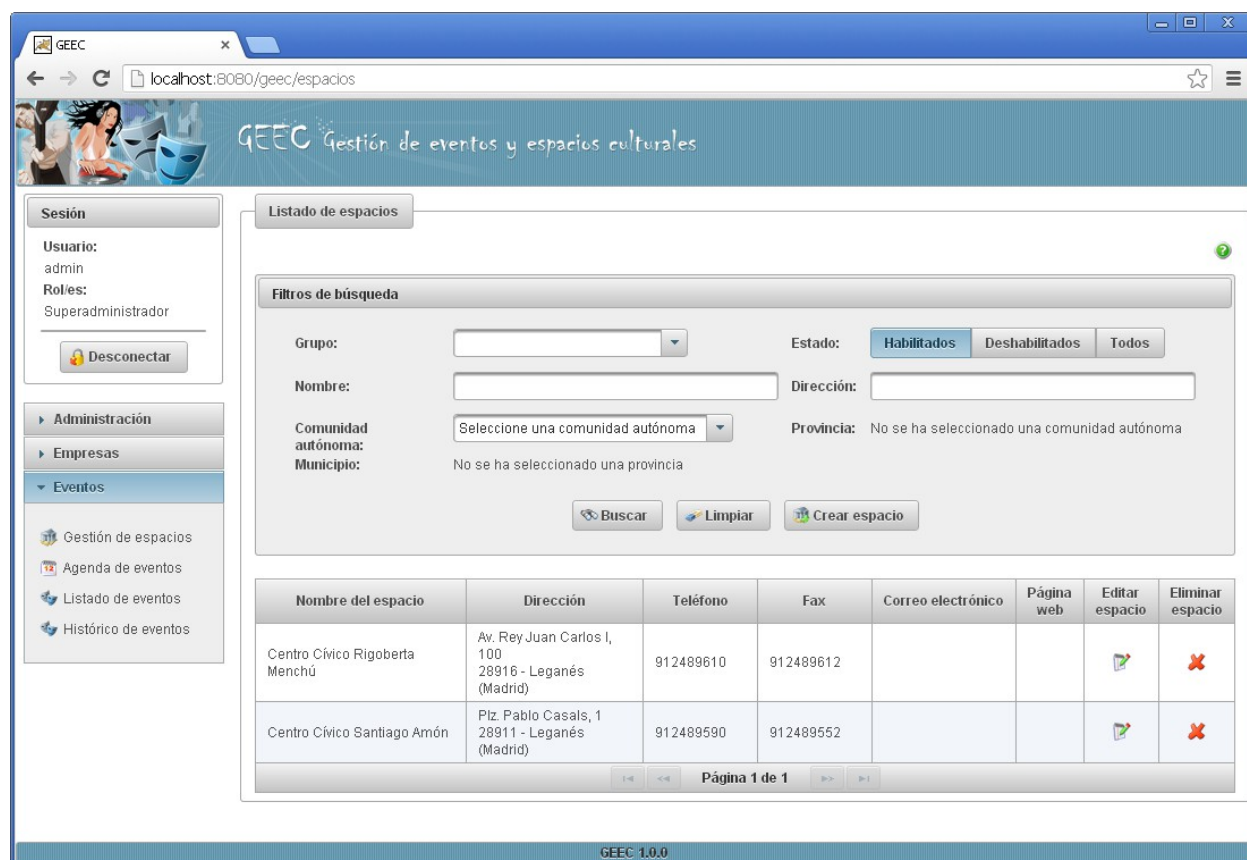 GEEC
localhost:8080/geec/espacios
GEEC Gestión de eventos y espacios culturales
Sesión
Usuario:
admin
Rol/es:
Superadministrador
Desconectar
Administración
Empresas
Eventos
Gestión de espacios
Agenda de eventos
Listado de eventos
Histórico de eventos
Listado de espacios
Filtros de búsqueda
Grupo:
Estado: Habilitados Deshabilitados Todos
Nombre:
Dirección:
Comunidad autónoma:
Seleccione una comunidad autónoma
Provincia: No se ha seleccionado una comunidad autónoma
Municipio: No se ha seleccionado una provincia
Buscar Limpiar Crear espacio
Nombre del espacio Dirección Teléfono Fax Correo electrónico Página web Editar espacio Eliminar espacio
Centro Cívico Rigoberta
Menchú
Av. Rey Juan Carlos I,
100
28916 - Leganés
(Madrid)
912489610 912489612
Centro Cívico Santiago Amón
Plz. Pablo Casals, 1
28911 - Leganés
(Madrid)
912489590 912489552
Página 1 de 1
GEEC 1.0.0